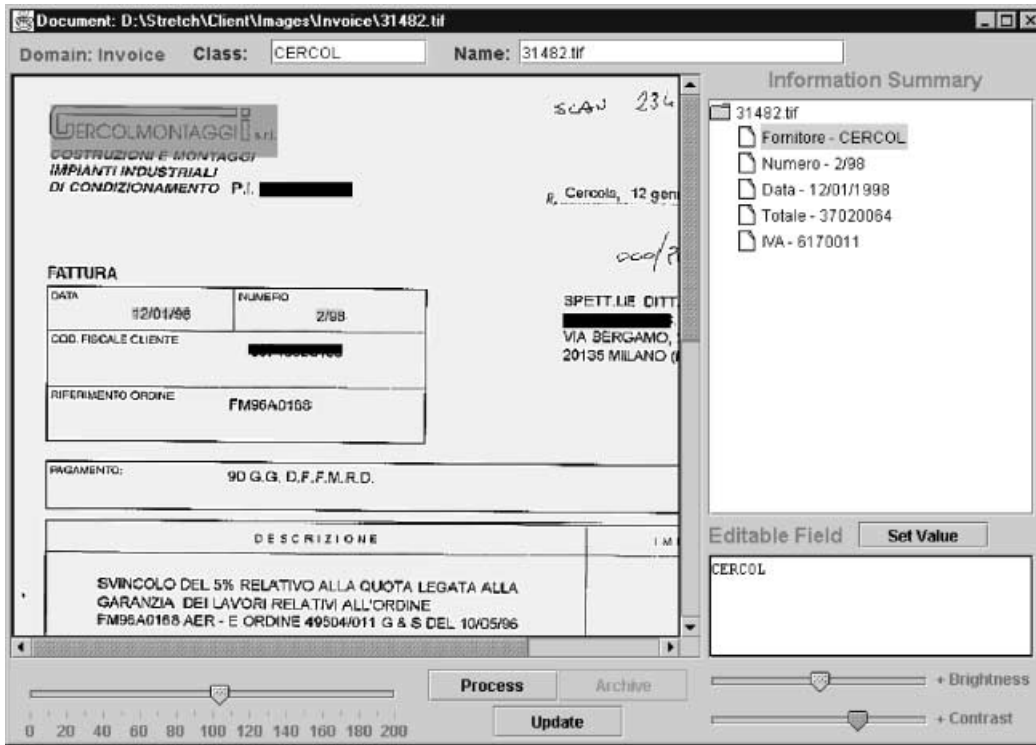 Document: D:\Stretch\Client\Images\Invoice\31482.tif
Domain: Invoice Class: CERCOL Name: 31482.tif
Information Summary
31482.tif
Fornitore - CERCOL
Numero - 2/98
Data - 12/01/1998
Totale - 37020064
IVA - 6170011
SCAN 234
CERCOLMONTAGGI s.r.l.
COSTRUZIONI E MONTAGGI
IMPIANTI INDUSTRIALI
DI CONDIZIONAMENTO P.I.
Cercola, 12 gen
000/
FATTURA
DATA NUMERO
12/01/98 2/98
COD. FISCALE CLIENTE
RIFERIMENTO ORDINE
FM96A0168
SPETT.LE DITT
VIA BERGAMO,
20135 MILANO (
PAGAMENTO:
90 G.G. D.F.F.M.R.D.
DESCRIZIONE IM
SVINCOLO DEL 5% RELATIVO ALLA QUOTA LEGATA ALLA
GARANZIA DEI LAVORI RELATIVI ALL'ORDINE
FM96A0168 AER - E ORDINE 49504/011 G & S DEL 10/05/96
Editable Field Set Value
CERCOL
Process Archive
Update
0 20 40 60 80 100 120 140 160 180 200
+ Brightness
+ Contrast